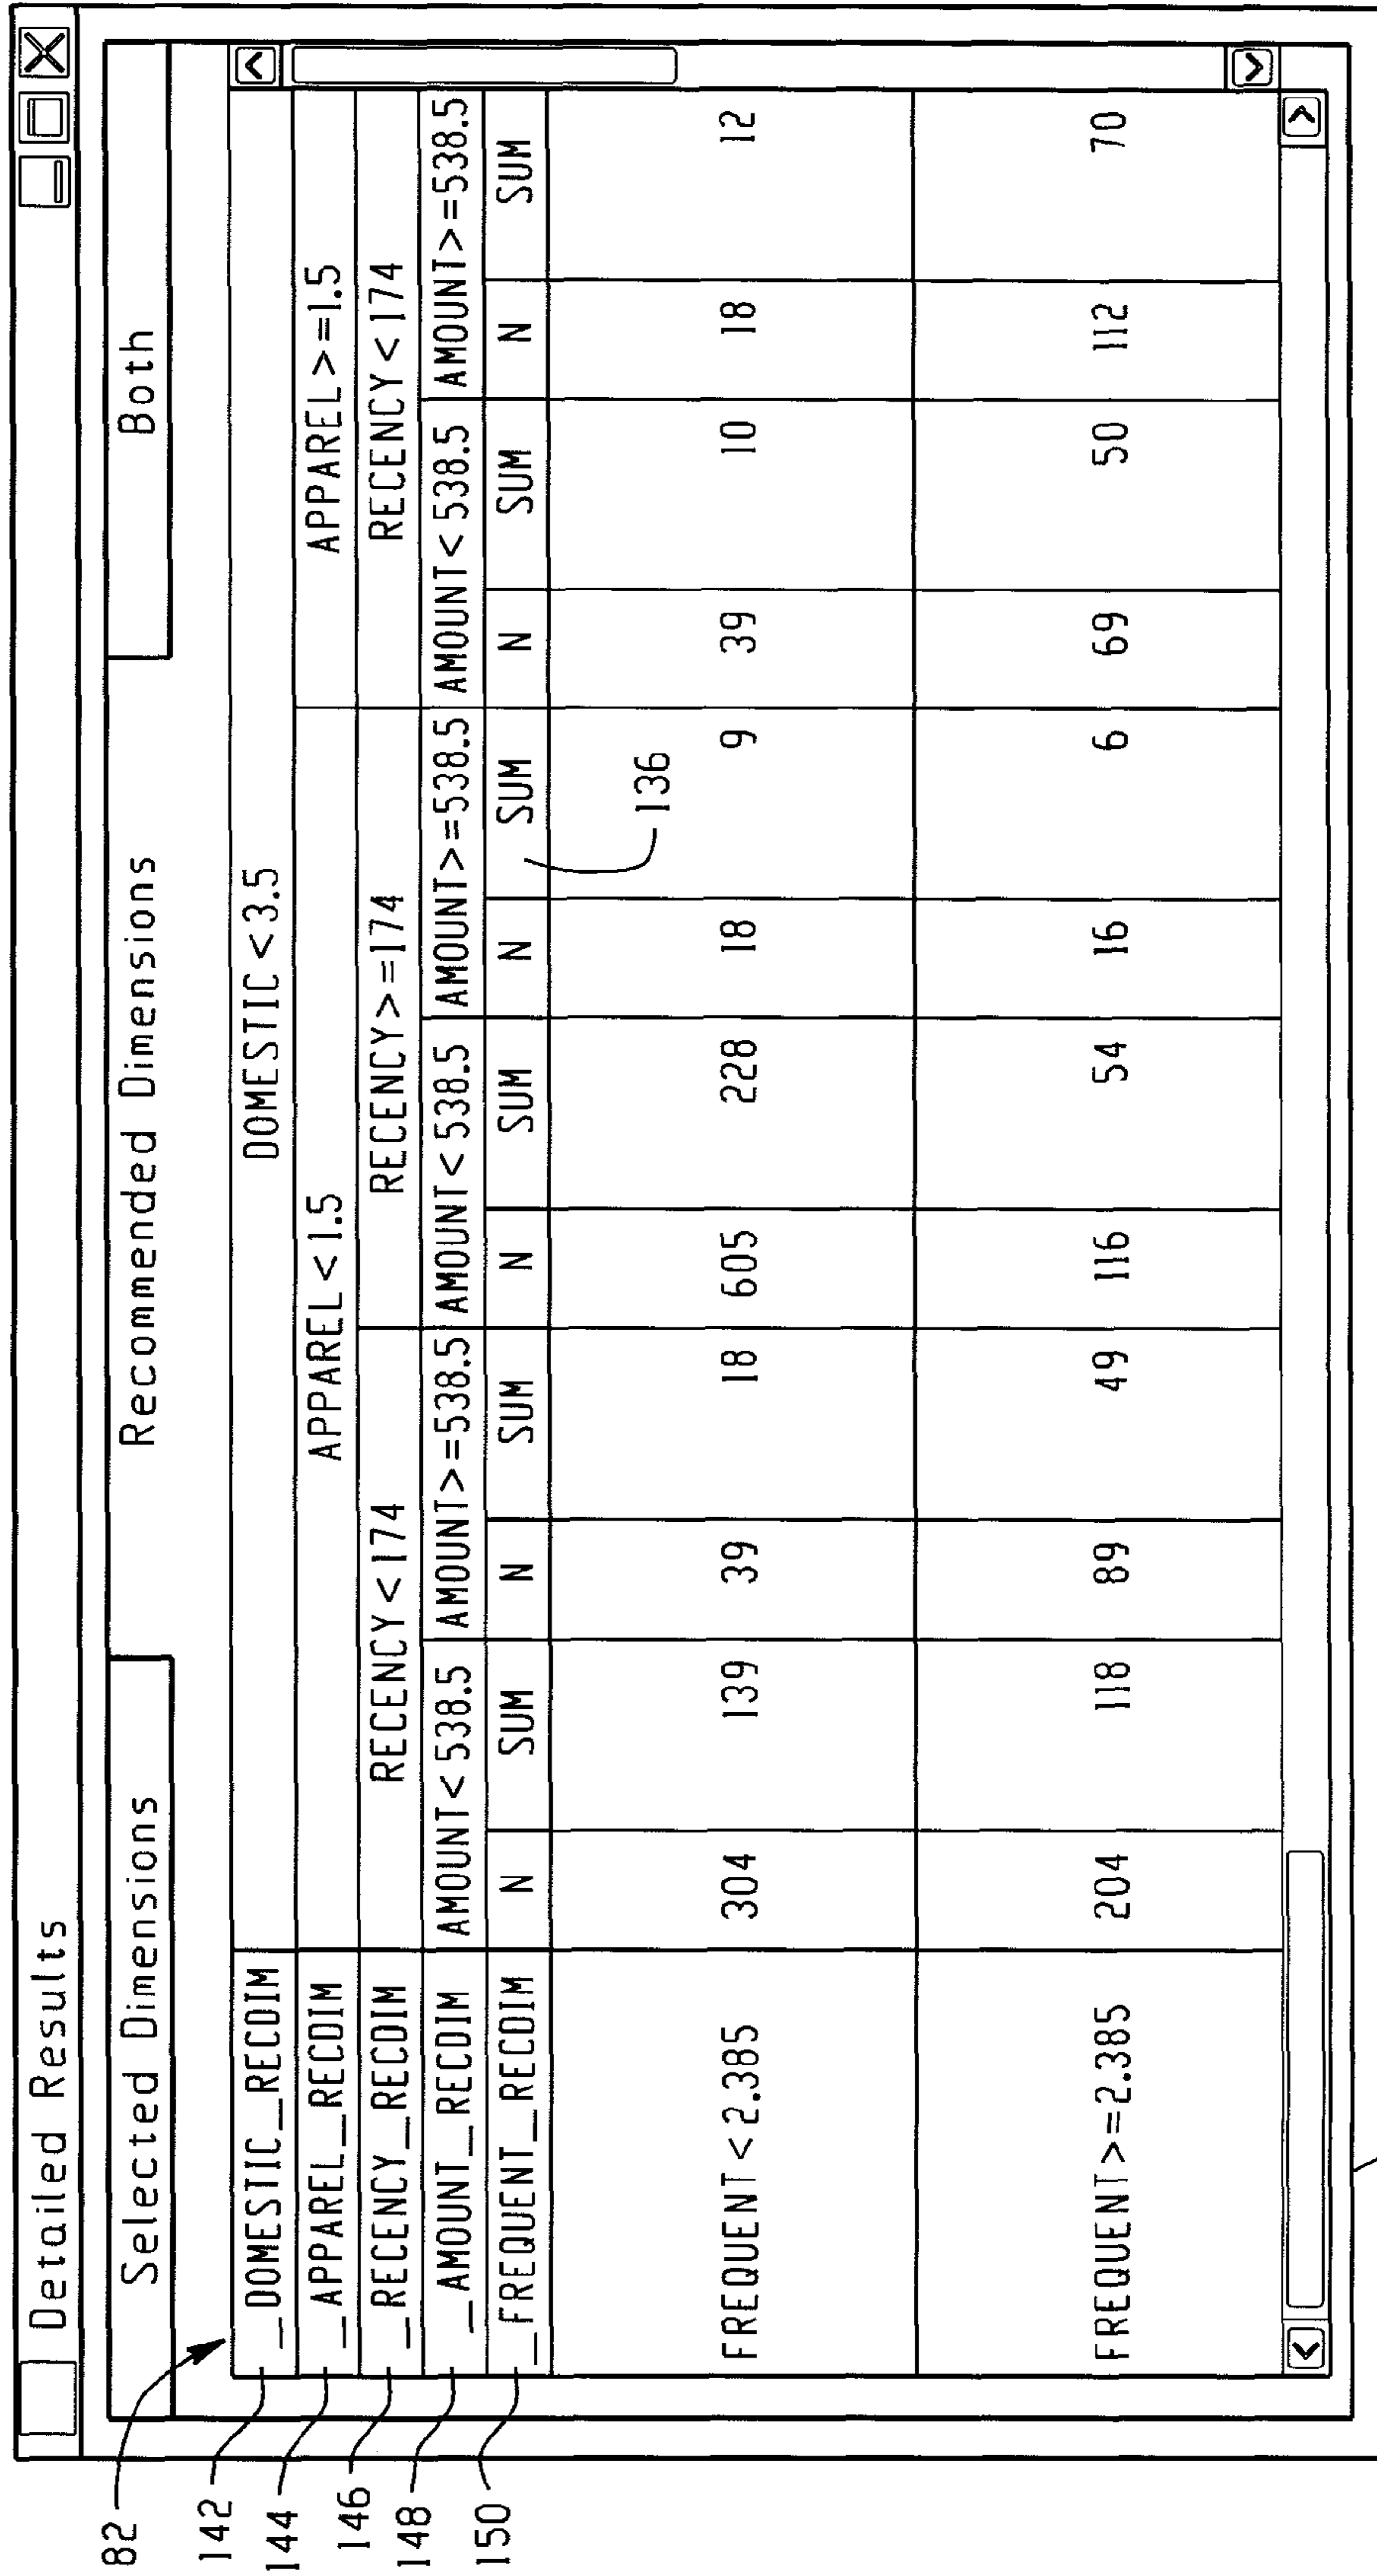 Detailed Results
Selected Dimensions Recommended Dimensions Both
82
142 _DOMESTIC_RECDIM DOMESTIC<3.5
144 _APPAREL_RECDIM APPAREL<1.5 APPAREL>=1.5
146 _RECENCY_RECDIM RECENCY<174 RECENCY>=174 RECENCY<174
148 _AMOUNT_RECDIM AMOUNT<538.5 AMOUNT>=538.5 AMOUNT<538.5 AMOUNT>=538.5 AMOUNT<538.5 AMOUNT>=538.5
150 _FREQUENT_RECDIM N SUM N SUM N SUM N SUM N SUM N SUM
136
FREQUENT<2.385 304 139 39 18 605 228 18 9 39 10 18 12
FREQUENT>=2.385 204 118 89 49 116 54 16 6 69 50 112 70